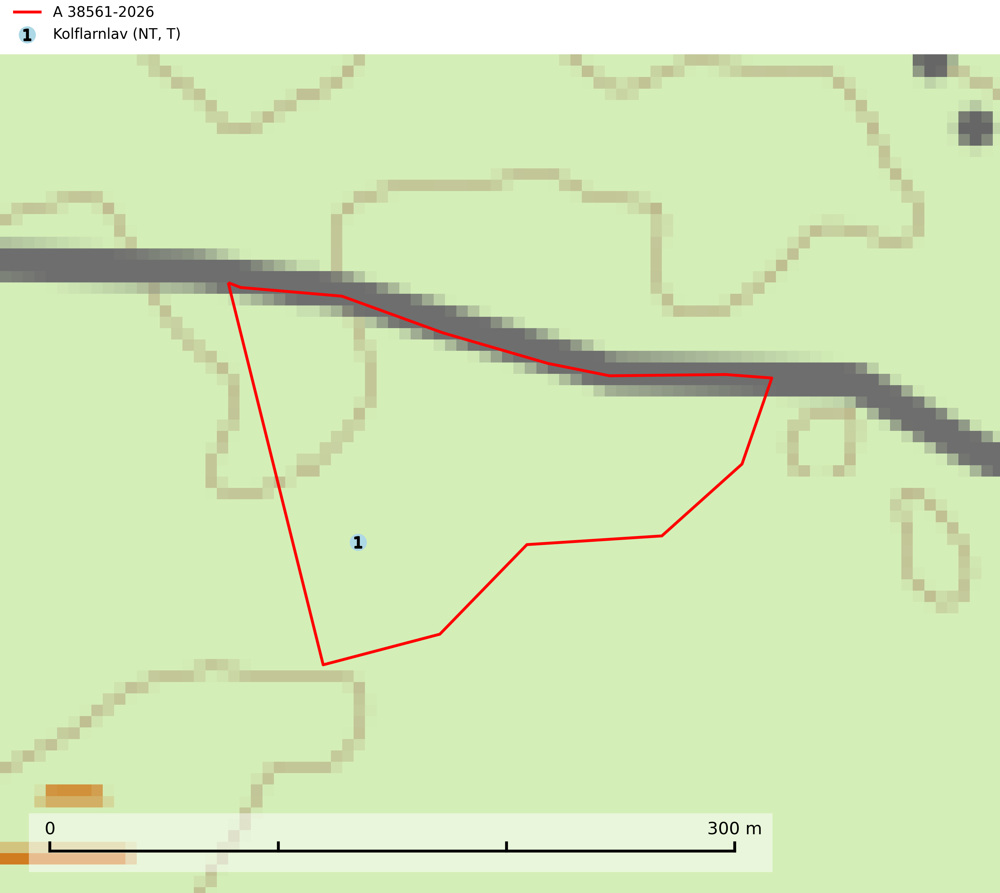 A 38561-2026
1 Kolflarnlav (NT, T)
1
0 300 m